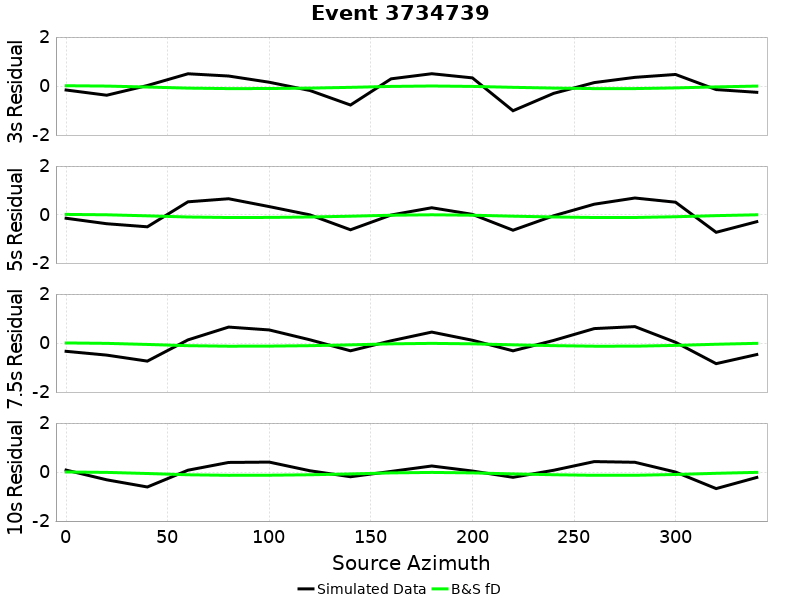 Event 3734739
3s Residual
2
0
-2
5s Residual
2
0
-2
7.5s Residual
2
0
-2
10s Residual
2
0
-2
0 50 100 150 200 250 300
Source Azimuth
Simulated Data B&S fD